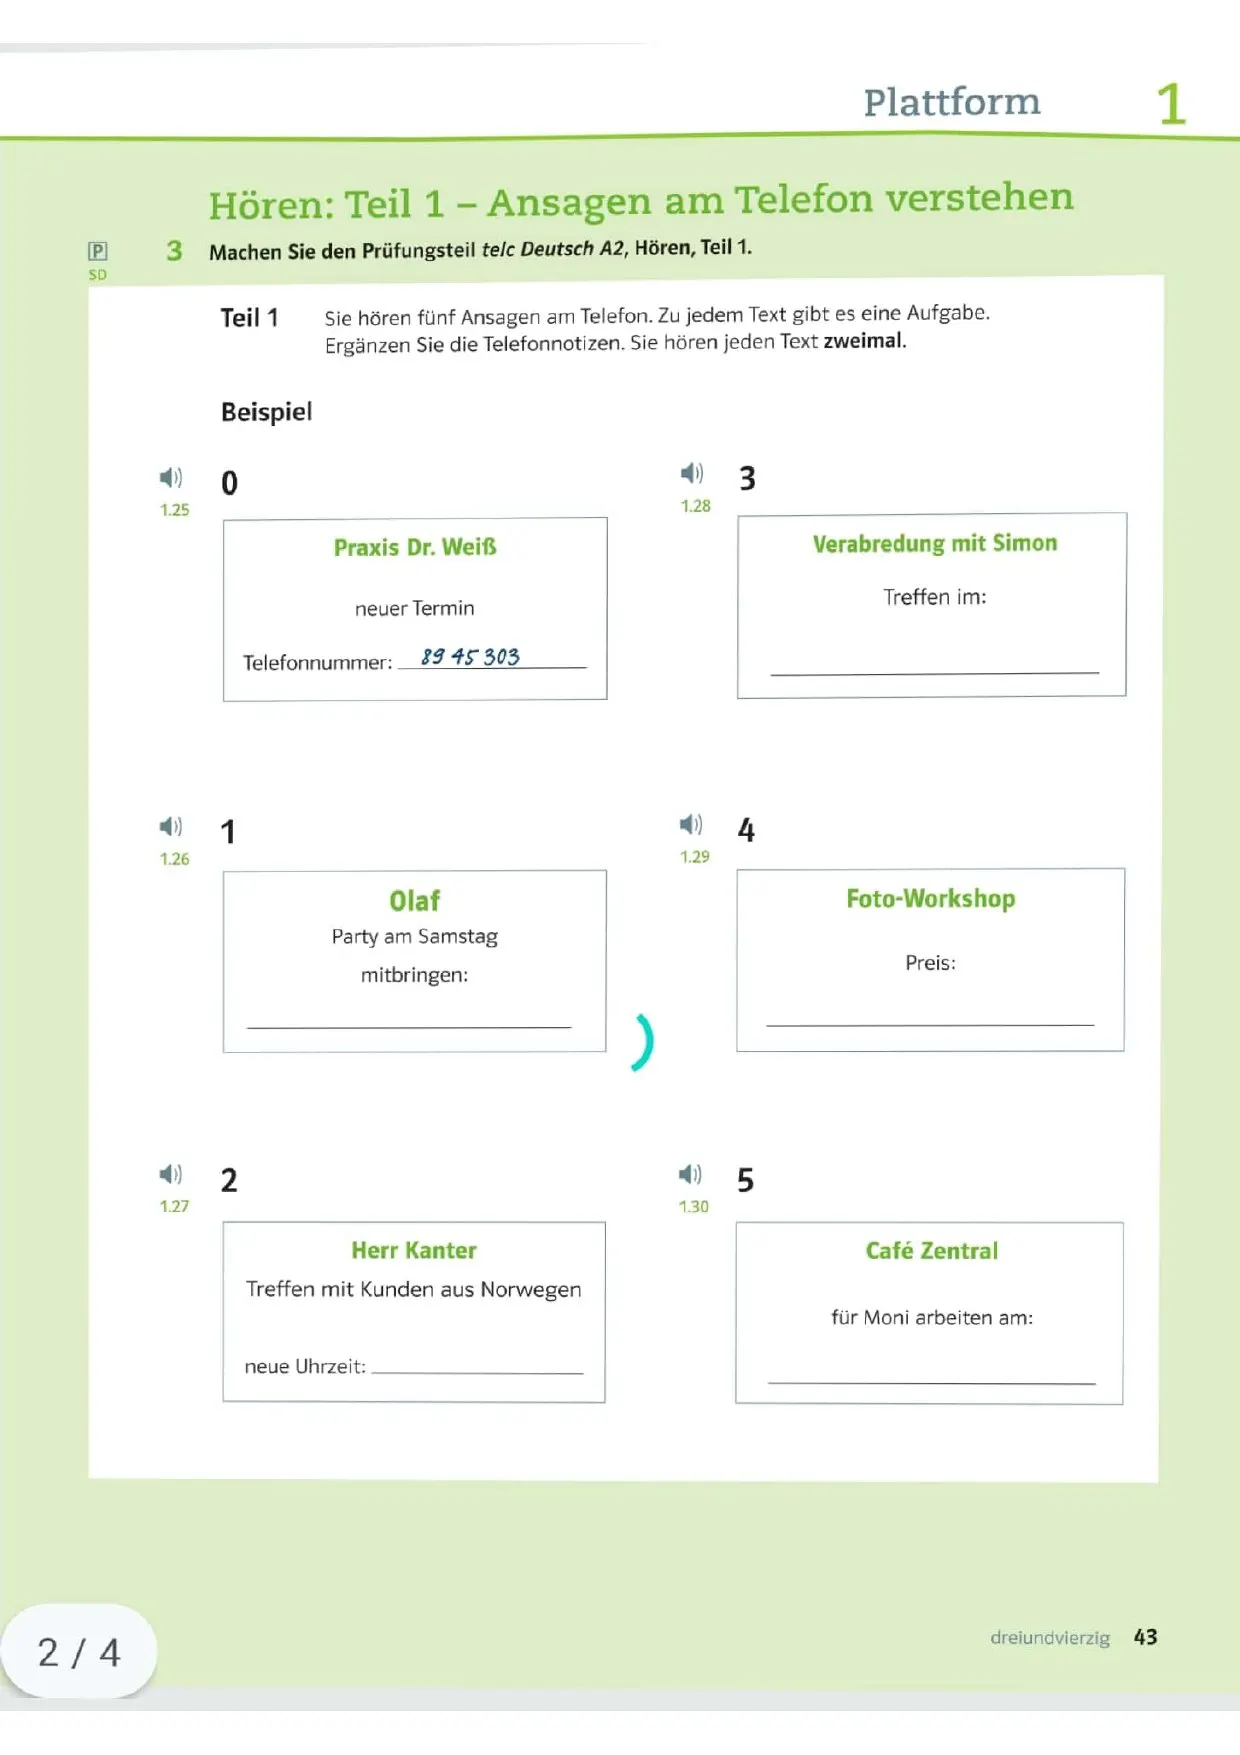 Plattform 1
Hören: Teil 1 – Ansagen am Telefon verstehen
P
SD
3 Machen Sie den Prüfungsteil telc Deutsch A2, Hören, Teil 1.
Teil 1 Sie hören fünf Ansagen am Telefon. Zu jedem Text gibt es eine Aufgabe.
Ergänzen Sie die Telefonnotizen. Sie hören jeden Text zweimal.
Beispiel
0
1.25
Praxis Dr. Weiß
neuer Termin
Telefonnummer: 89 45 303
1
1.26
Olaf
Party am Samstag
mitbringen:
2
1.27
Herr Kanter
Treffen mit Kunden aus Norwegen
neue Uhrzeit:
3
1.28
Verabredung mit Simon
Treffen im:
4
1.29
Foto-Workshop
Preis:
5
1.30
Café Zentral
für Moni arbeiten am:
dreiundvierzig 43
2 / 4